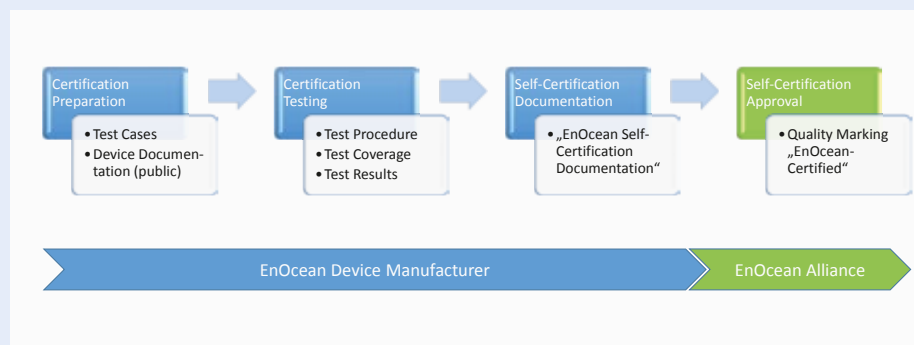 Certification
Preparation
• Test Cases
• Device Documen-
tation (public)
Certification
Testing
• Test Procedure
• Test Coverage
• Test Results
Self-Certification
Documentation
• „EnOcean Self-
Certification
Documentation“
Self-Certification
Approval
• Quality Marking
„EnOcean-
Certified“
EnOcean Device Manufacturer
EnOcean Alliance